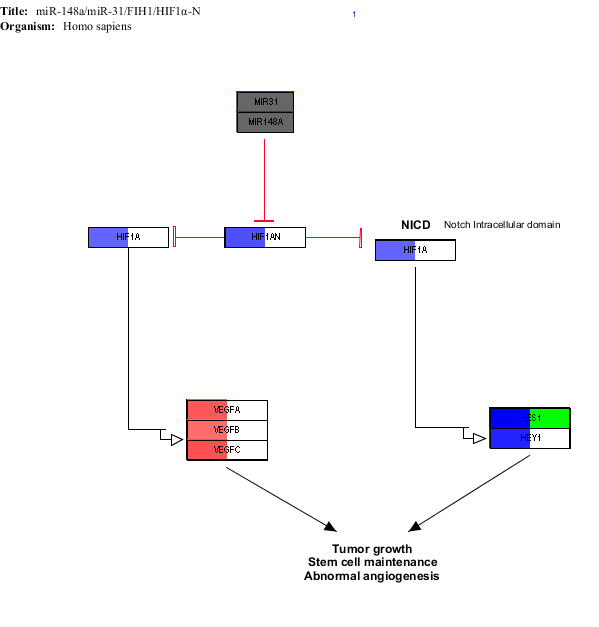 Title: miR-148a/miR-31/FIH1/HIF1α-N
1
Organism: Homo sapiens
MIR31
MIR148A
NICD Notch Intracellular domain
HIF1A
HIF1AN
HIF1A
VEGFA
VEGFB
VEGFC
HES1
HEY1
Tumor growth
Stem cell maintenance
Abnormal angiogenesis